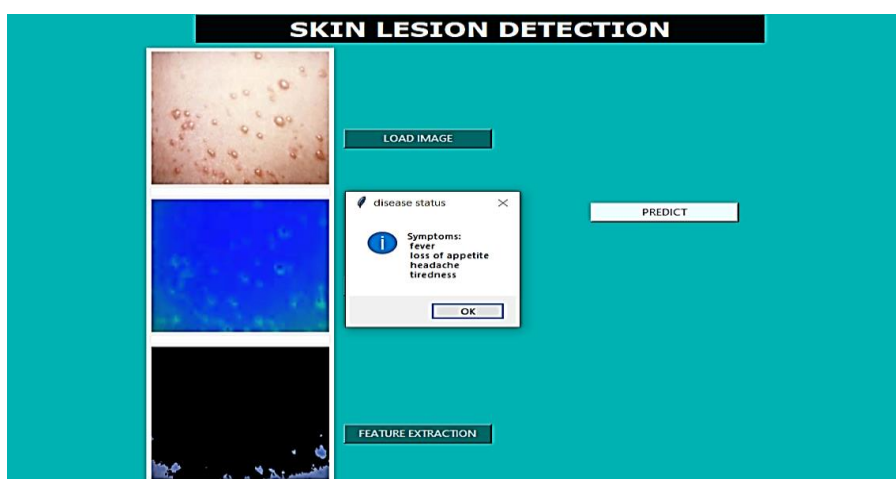 SKIN LESION DETECTION
LOAD IMAGE
disease status
Symptoms:
fever
loss of appetite
headache
tiredness
OK
PREDICT
FEATURE EXTRACTION